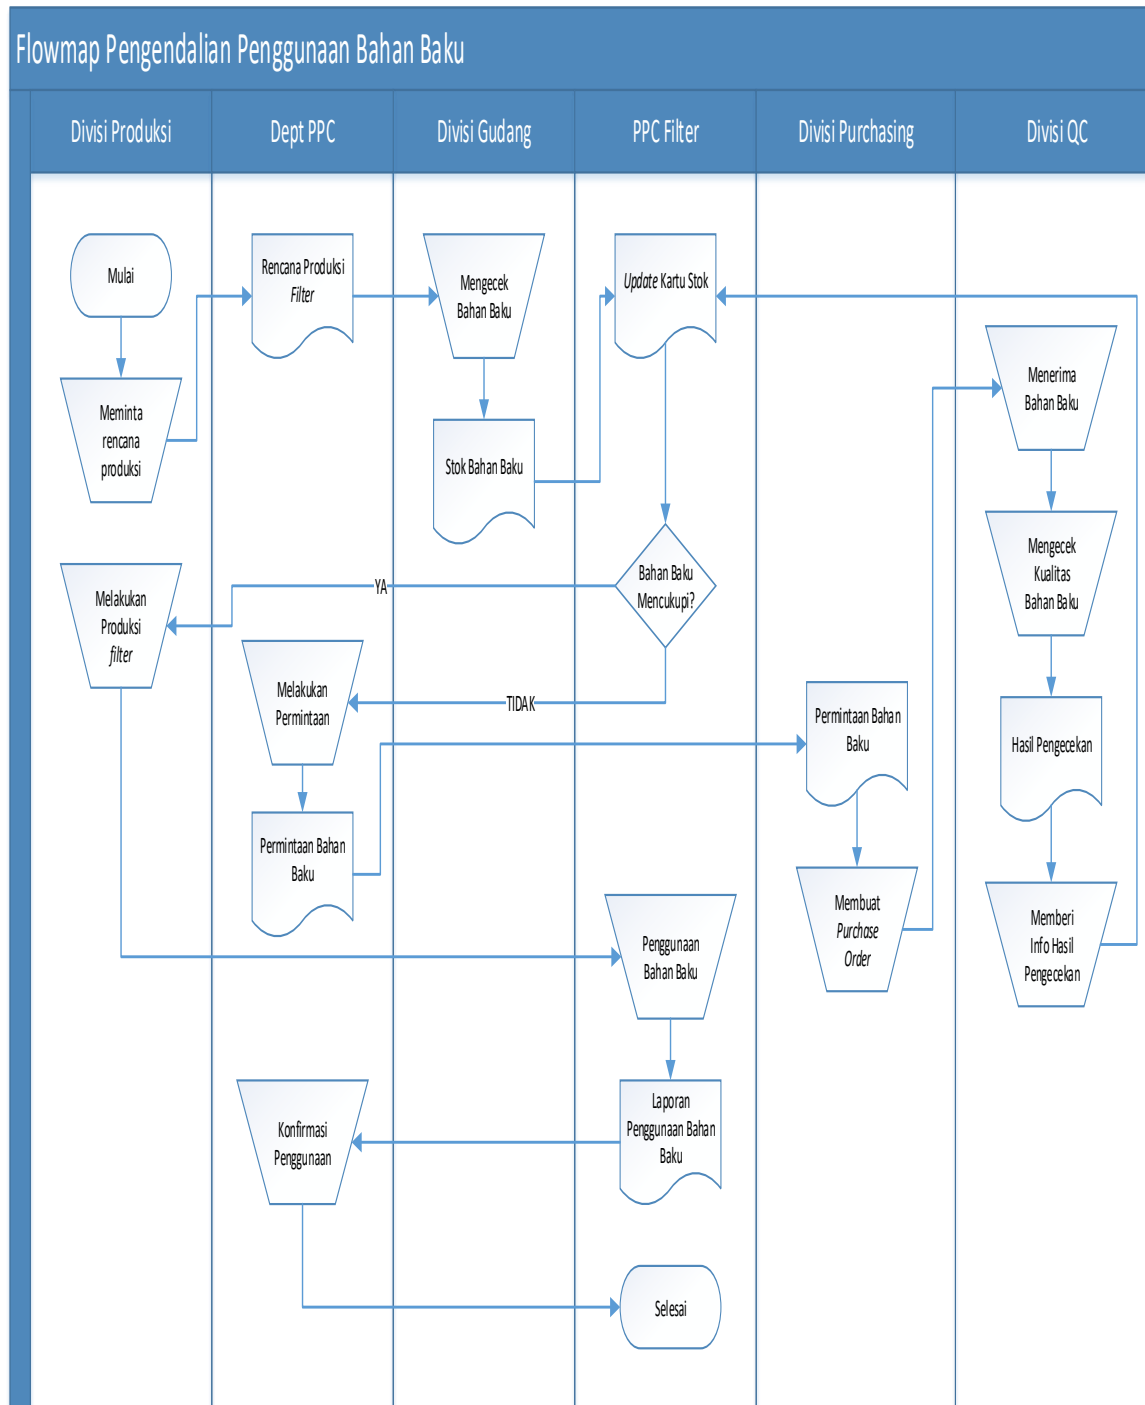 Flowmap Pengendalian Penggunaan Bahan Baku
Divisi Produksi
Dept PPC
Divisi Gudang
PPC Filter
Divisi Purchasing
Divisi QC
Mulai
Rencana Produksi
Filter
Mengecek
Bahan Baku
Update Kartu Stok
Menerima
Bahan Baku
Meminta
rencana
produksi
Stok Bahan Baku
Mengecek
Kualitas
Bahan Baku
Bahan Baku
Mencukupi?
YA
Melakukan
Produksi
filter
Melakukan
Permintaan
TIDAK
Permintaan Bahan
Baku
Hasil Pengecekan
Permintaan Bahan
Baku
Membuat
Purchase
Order
Memberi
Info Hasil
Pengecekan
Penggunaan
Bahan Baku
Konfirmasi
Penggunaan
Laporan
Penggunaan Bahan
Baku
Selesai